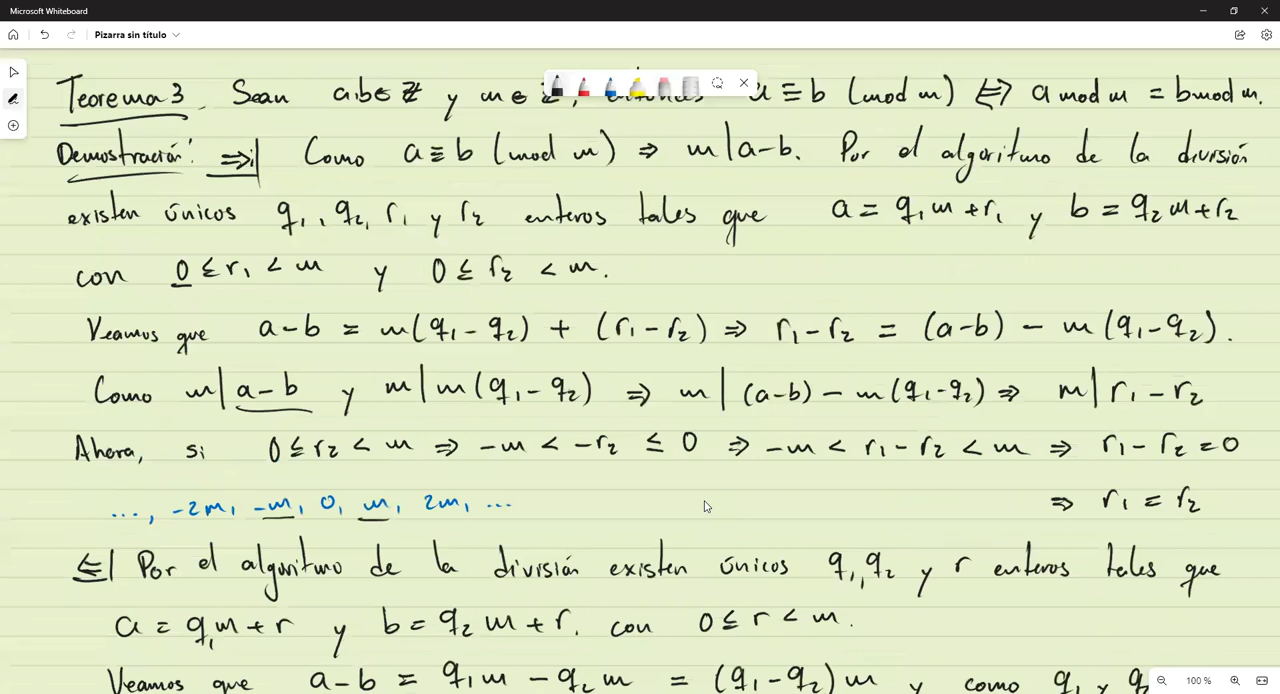 Microsoft Whiteboard
Pizarra sin título
Teorema 3. Sean a,b∈ℤ y m∈ℤ, a≡b (mod m) ⟺ a mod m = b mod m.
Demostración: ⟹| Como a≡b (mod m) ⇒ m|a-b. Por el algoritmo de la división
existen únicos q₁, q₂, r₁ y r₂ enteros tales que a = q₁m + r₁ y b = q₂m + r₂
con 0 ≤ r₁ < m y 0 ≤ r₂ < m.
Veamos que a-b = m(q₁-q₂) + (r₁-r₂) ⇒ r₁-r₂ = (a-b) - m(q₁-q₂).
Como m|a-b y m|m(q₁-q₂) ⇒ m|(a-b) - m(q₁-q₂) ⇒ m|r₁-r₂
Ahora, si 0≤r₂<m ⇒ -m < -r₂ ≤ 0 ⇒ -m < r₁-r₂ < m ⇒ r₁-r₂=0
..., -2m, -m, 0, m, 2m, ... ⇒ r₁ = r₂
⇐| Por el algoritmo de la división existen únicos q₁, q₂ y r enteros tales que
a = q₁m + r y b = q₂m + r, con 0 ≤ r < m.
Veamos que a-b = q₁m - q₂m = (q₁-q₂)m y como q₁ y
100 %